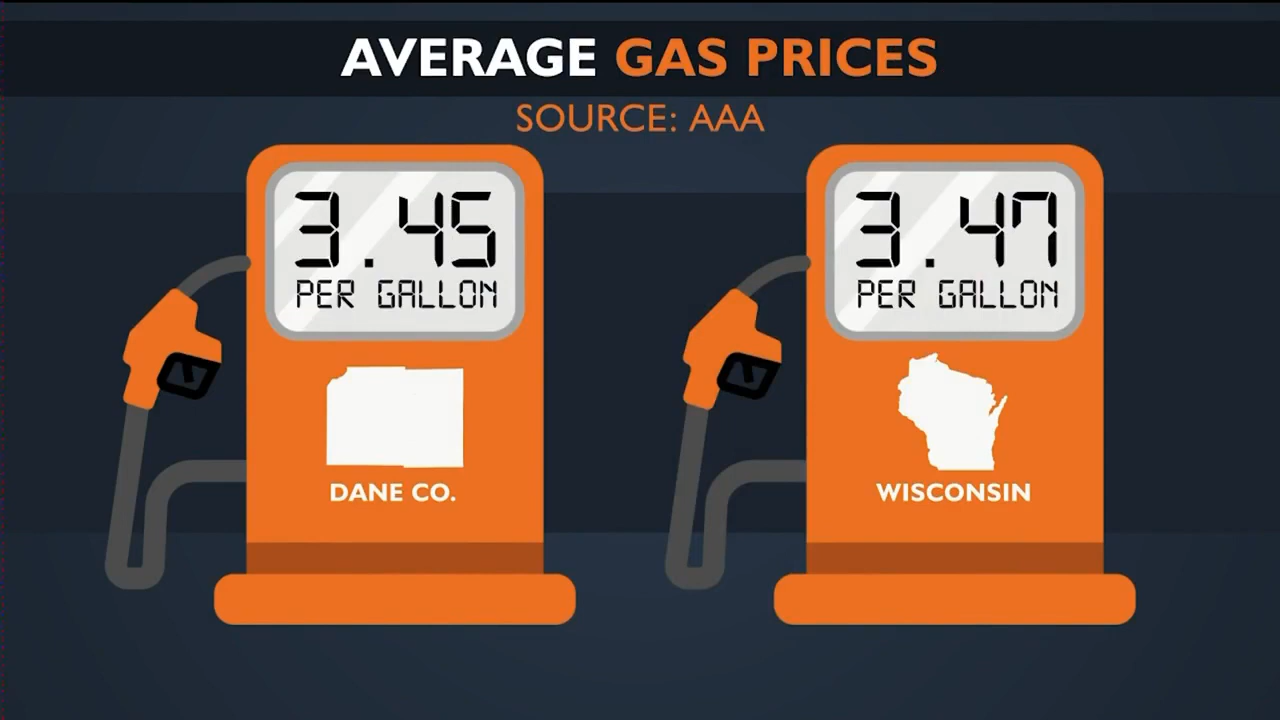 AVERAGE GAS PRICES
SOURCE: AAA
3.45
PER GALLON
DANE CO.
3.47
PER GALLON
WISCONSIN